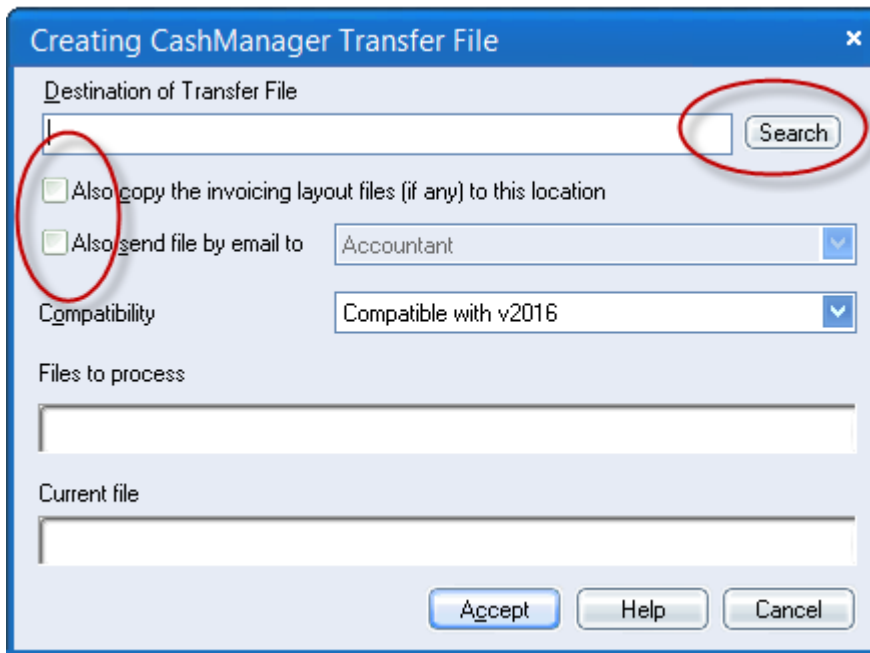 Creating CashManager Transfer File
Destination of Transfer File
Search
Also copy the invoicing layout files (if any) to this location
Also send file by email to Accountant
Compatibility Compatible with v2016
Files to process
Current file
Accept Help Cancel